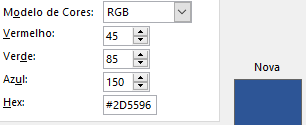 Modelo de Cores: RGB
Vermelho: 45
Verde: 85
Azul: 150
Nova
Hex: #2D5596